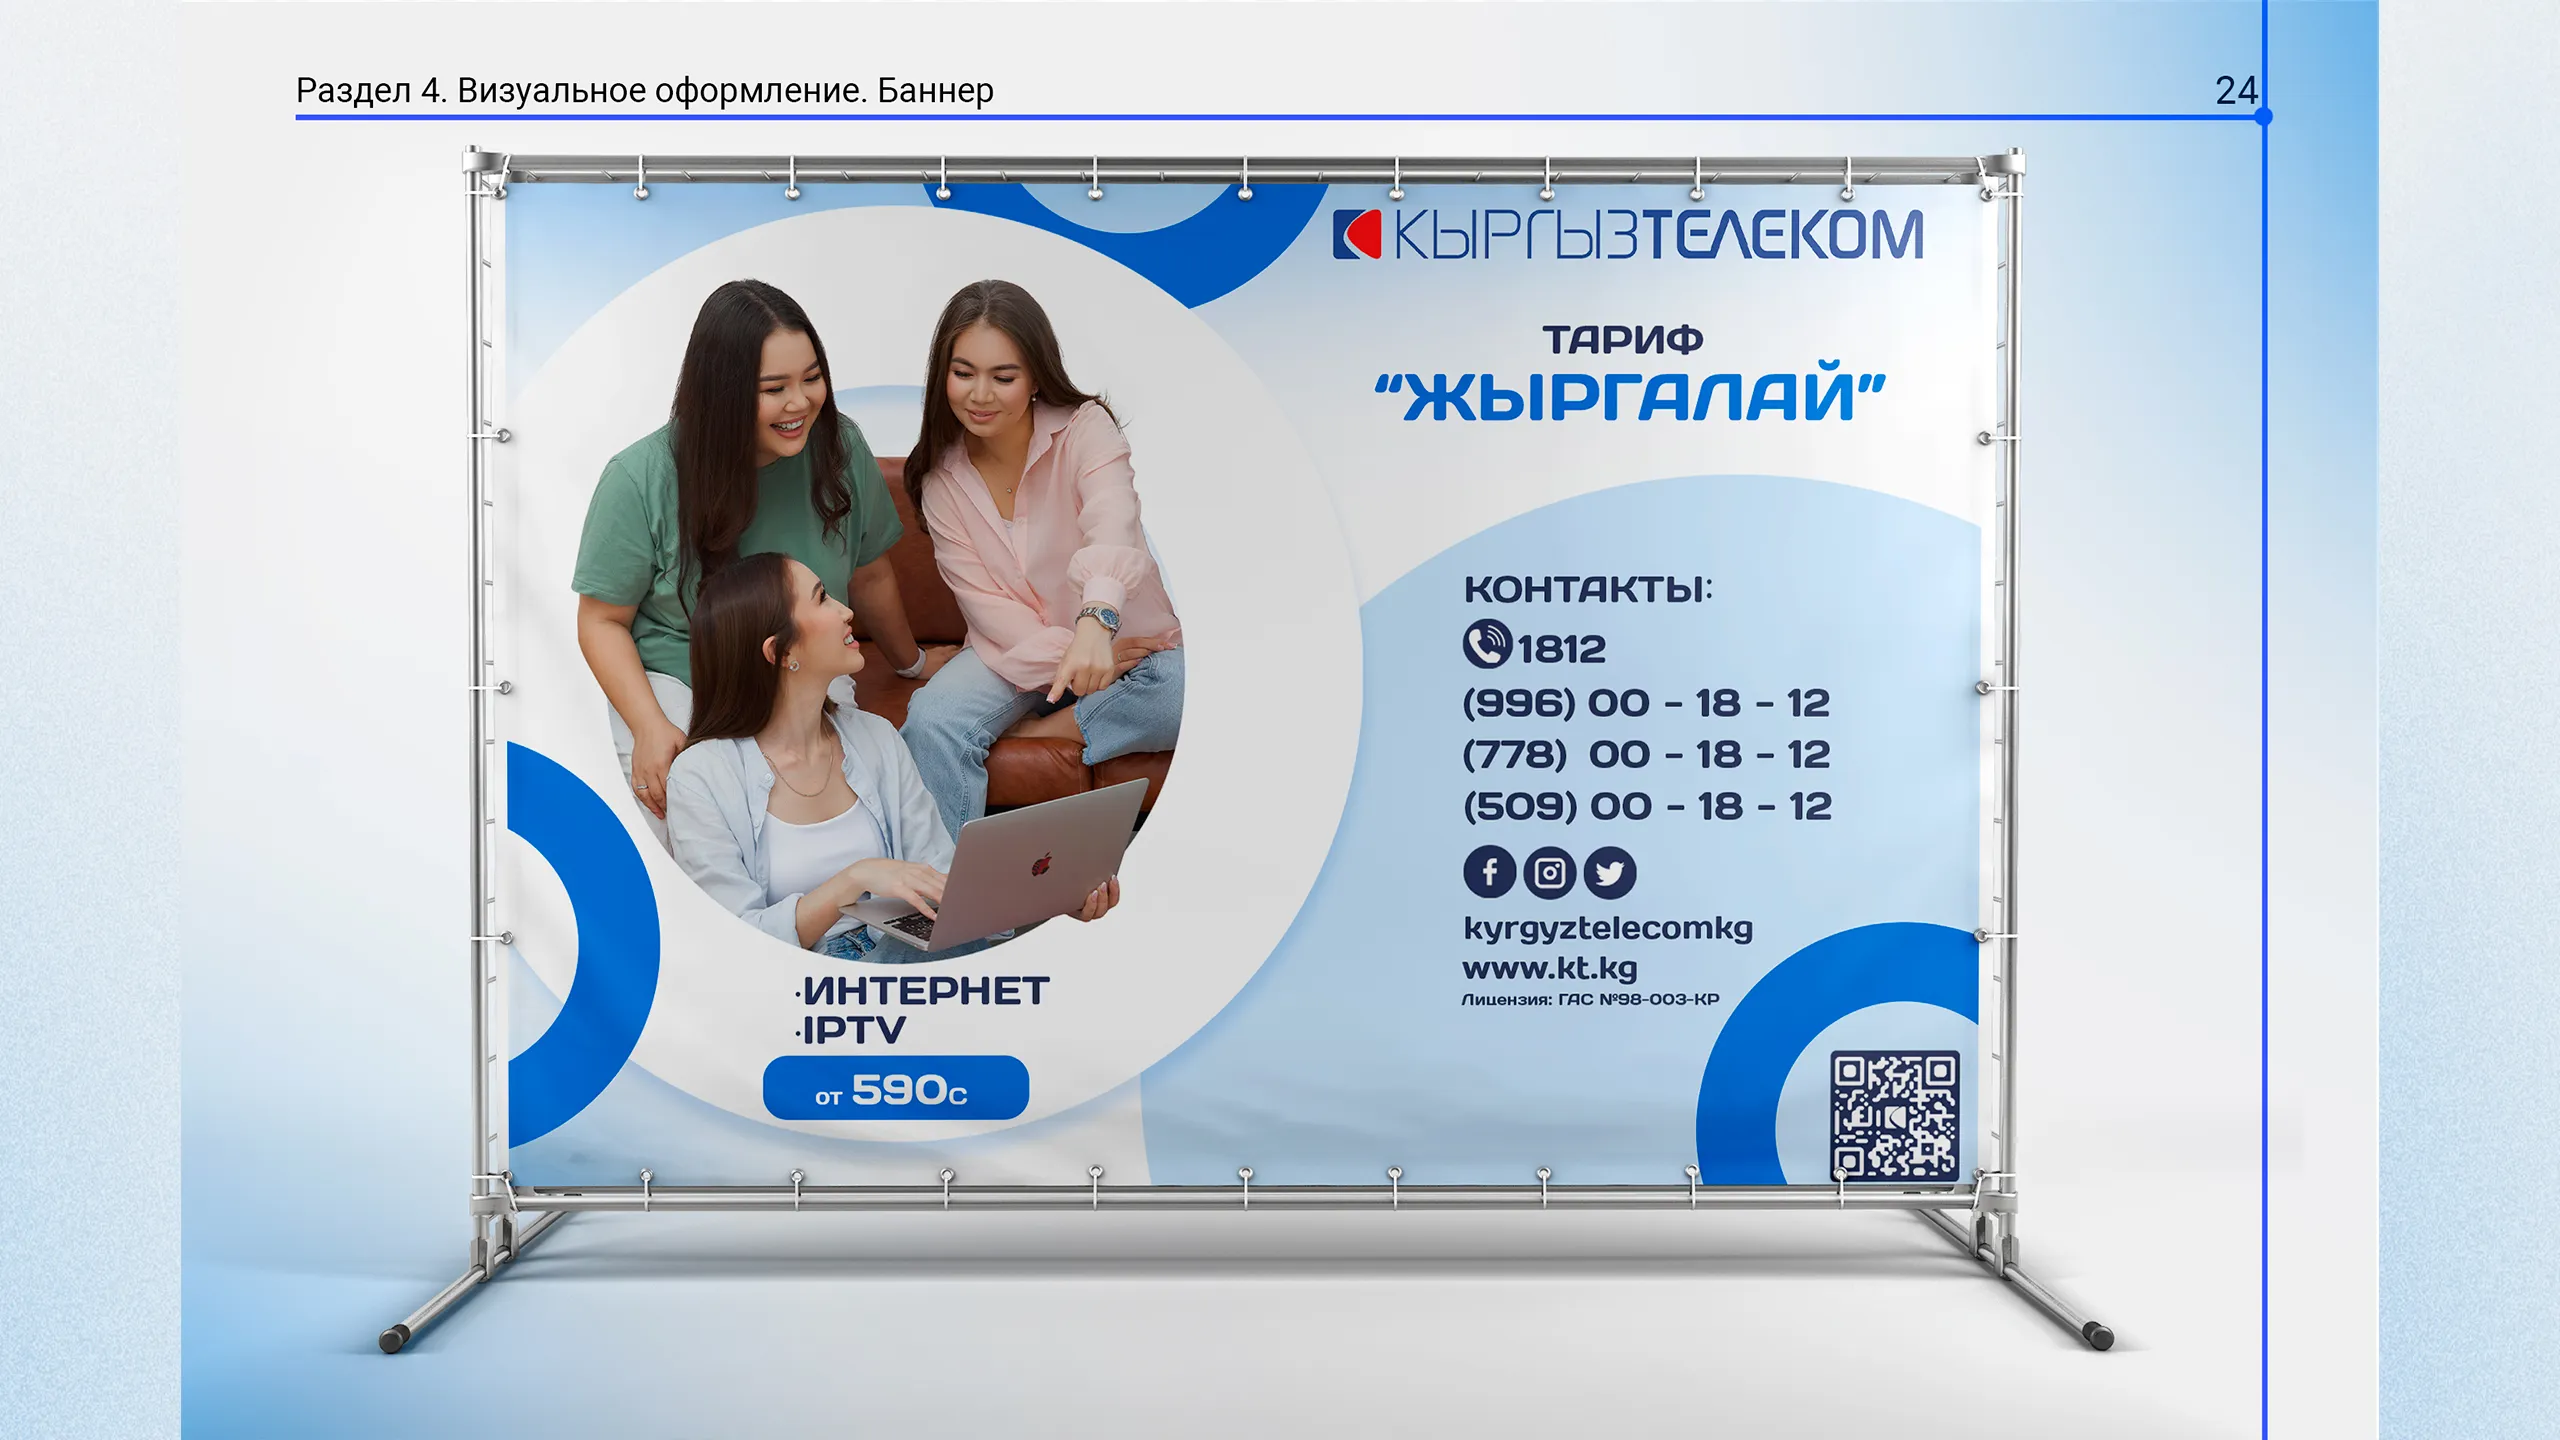 Раздел 4. Визуальное оформление. Баннер
24
КЫРГЫЗТЕЛЕКОМ
ТАРИФ
“ЖЫРГАЛАЙ”
КОНТАКТЫ:
1812
(996) 00 - 18 - 12
(778) 00 - 18 - 12
(509) 00 - 18 - 12
kyrgyztelecomkg
www.kt.kg
Лицензия: ГАС №98-003-КР
·ИНТЕРНЕТ
·IPTV
от 590с